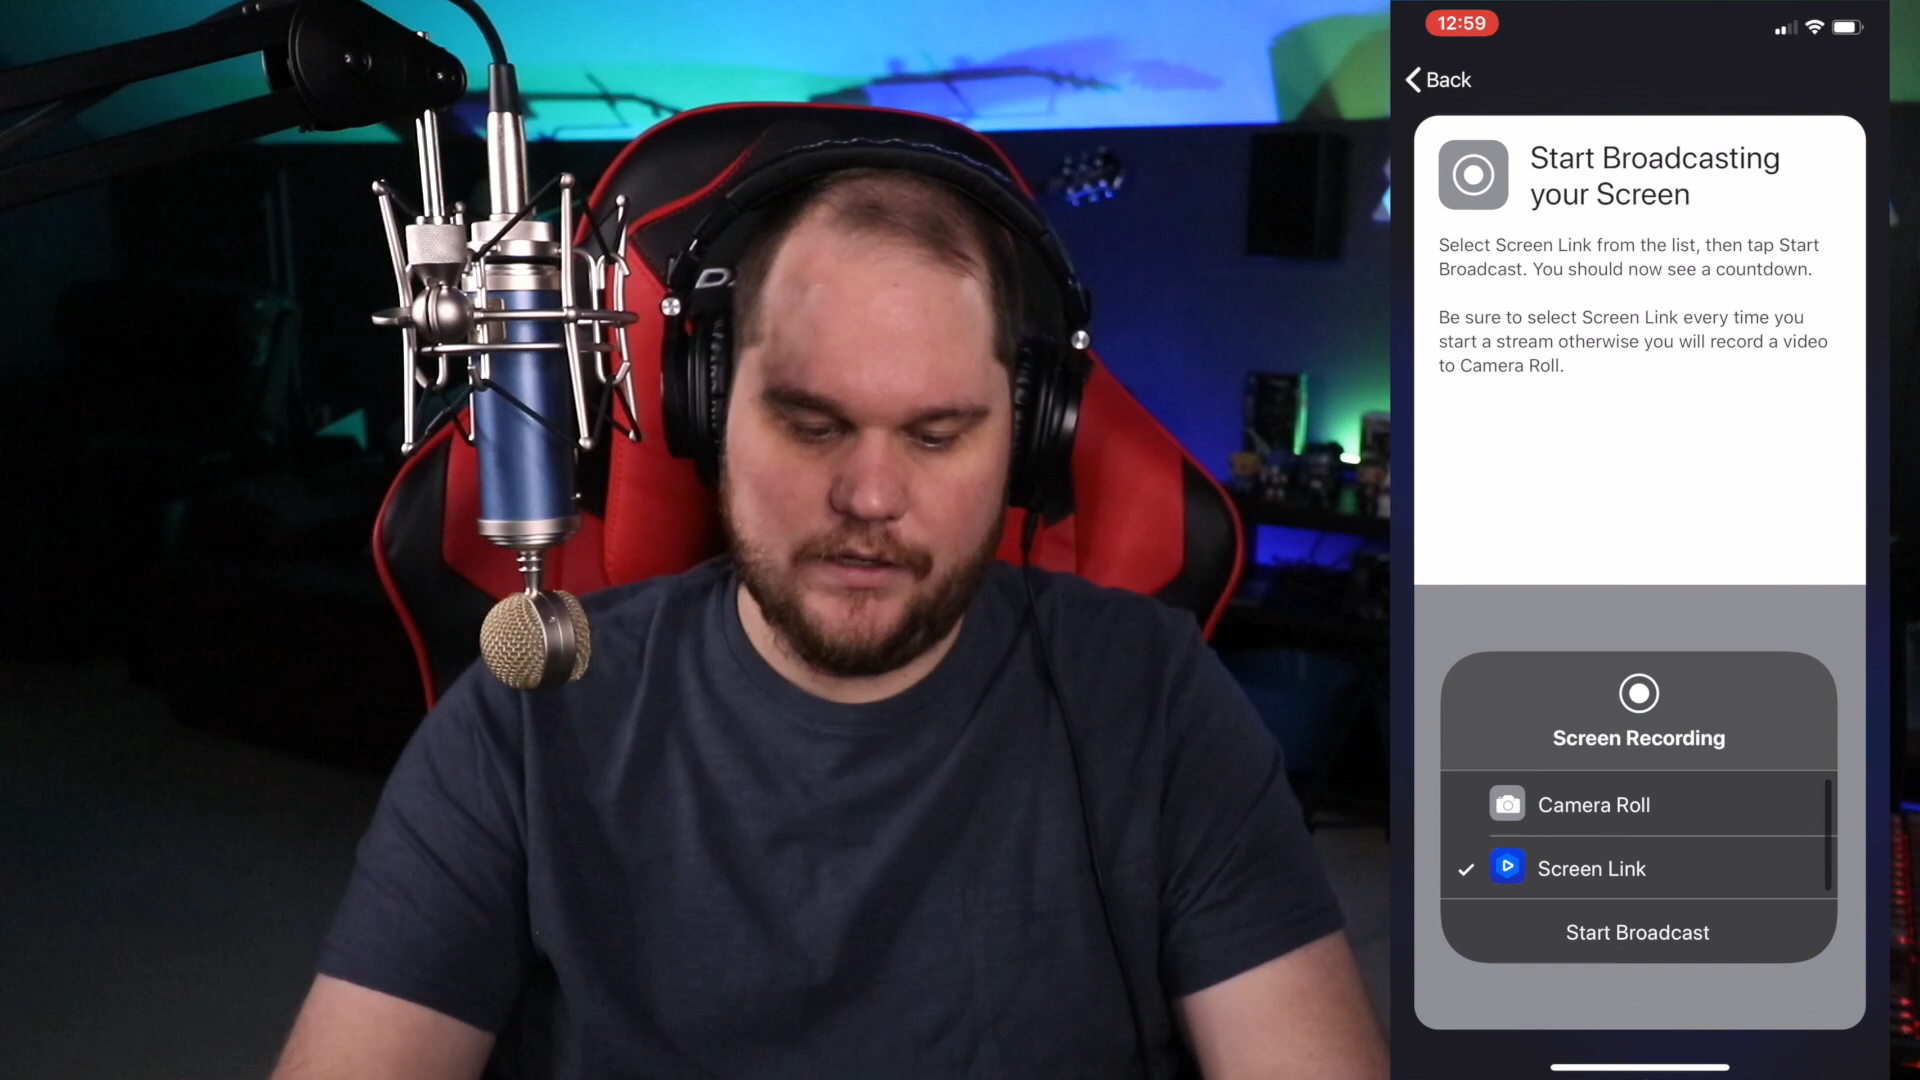 12:59
Back
Start Broadcasting
your Screen
Select Screen Link from the list, then tap Start
Broadcast. You should now see a countdown.
Be sure to select Screen Link every time you
start a stream otherwise you will record a video
to Camera Roll.
Screen Recording
Camera Roll
Screen Link
Start Broadcast